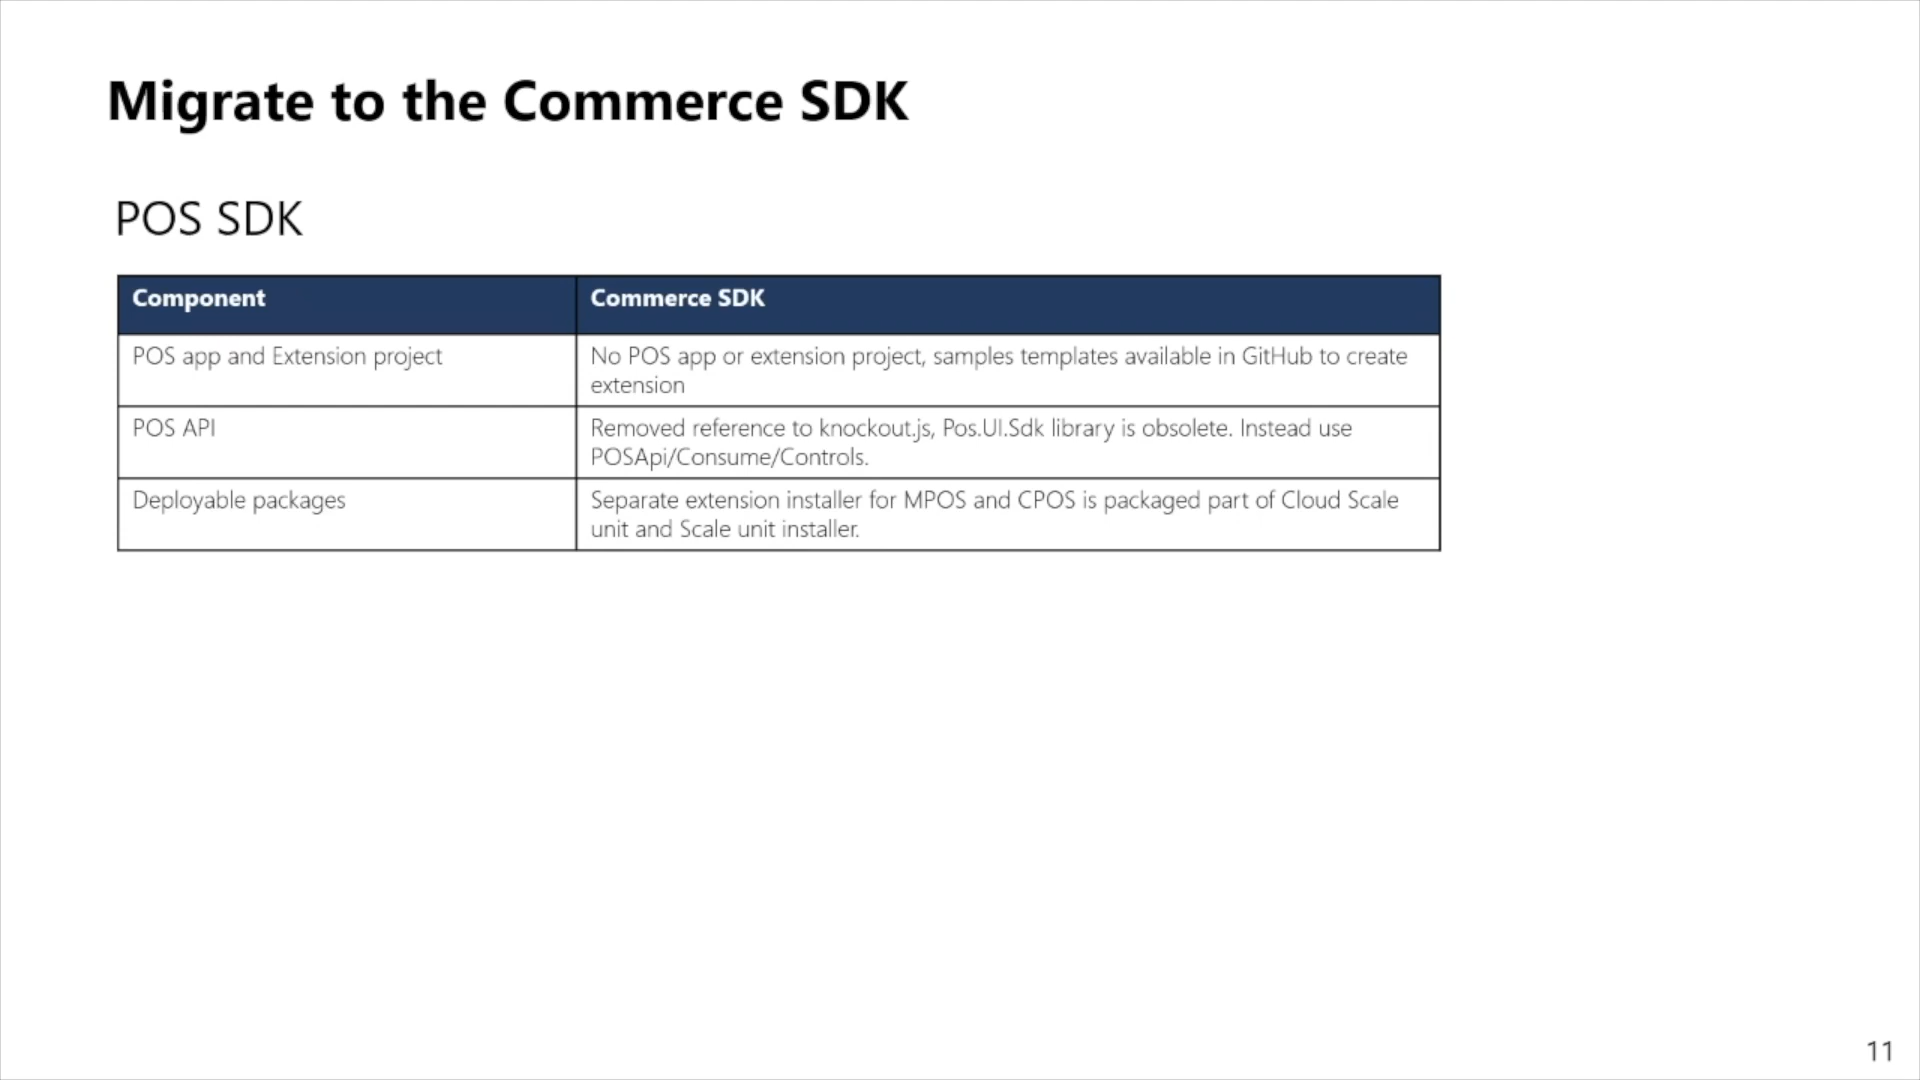 Migrate to the Commerce SDK
POS SDK
Component
Commerce SDK
POS app and Extension project
No POS app or extension project, samples templates available in GitHub to create
extension
POS API
Removed reference to knockout.js, Pos.UI.Sdk library is obsolete. Instead use
POSApi/Consume/Controls.
Deployable packages
Separate extension installer for MPOS and CPOS is packaged part of Cloud Scale
unit and Scale unit installer.
11